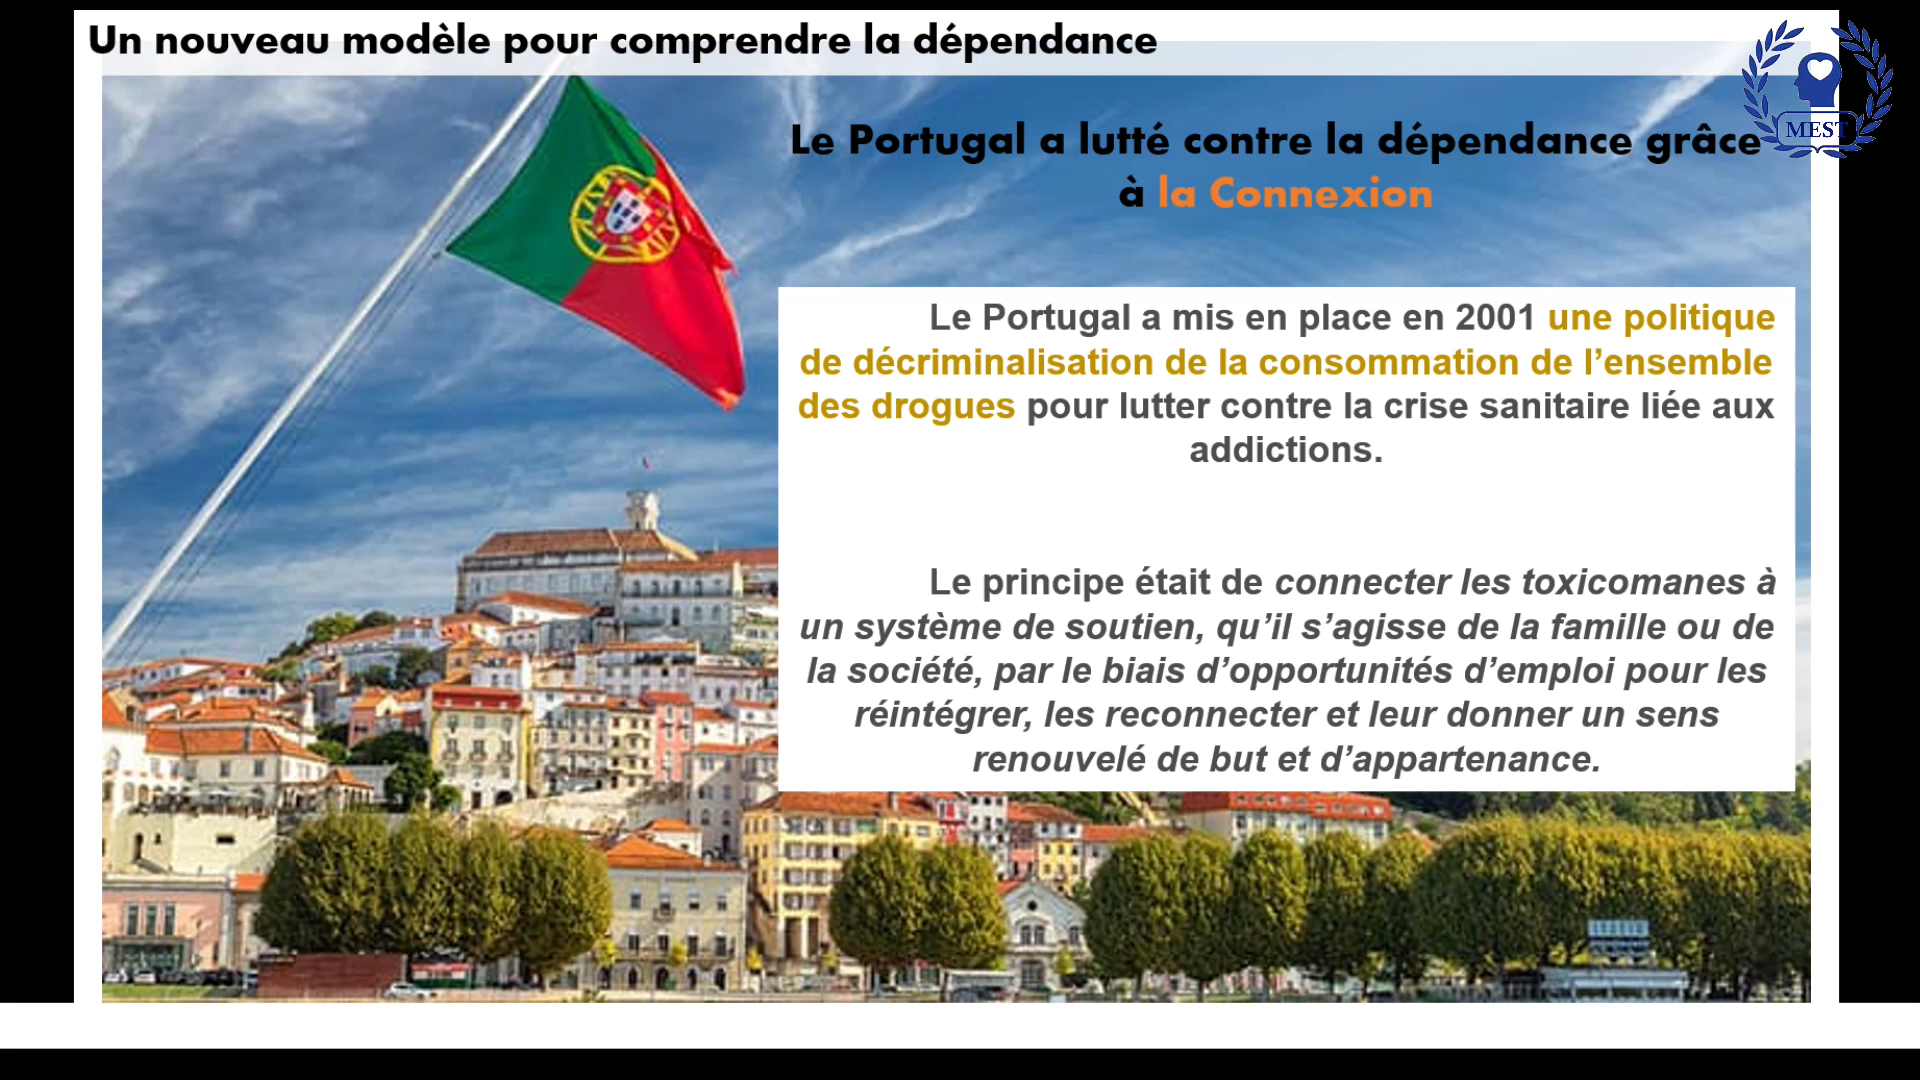 Un nouveau modèle pour comprendre la dépendance
MEST
Le Portugal a lutté contre la dépendance grâce
à la Connexion
Le Portugal a mis en place en 2001 une politique
de décriminalisation de la consommation de l’ensemble
des drogues pour lutter contre la crise sanitaire liée aux
addictions.
Le principe était de connecter les toxicomanes à
un système de soutien, qu’il s’agisse de la famille ou de
la société, par le biais d’opportunités d’emploi pour les
réintégrer, les reconnecter et leur donner un sens
renouvelé de but et d’appartenance.